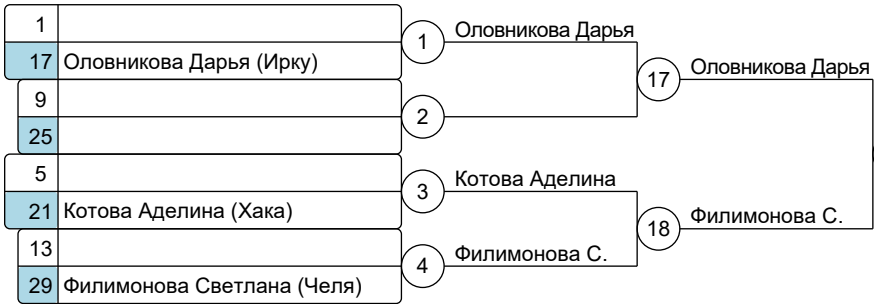 1
17 Оловникова Дарья (Ирку)
9
25
5
21 Котова Аделина (Хака)
13
29 Филимонова Светлана (Челя)
1
Оловникова Дарья
2
3
Котова Аделина
4
Филимонова С.
17
Оловникова Дарья
18
Филимонова С.